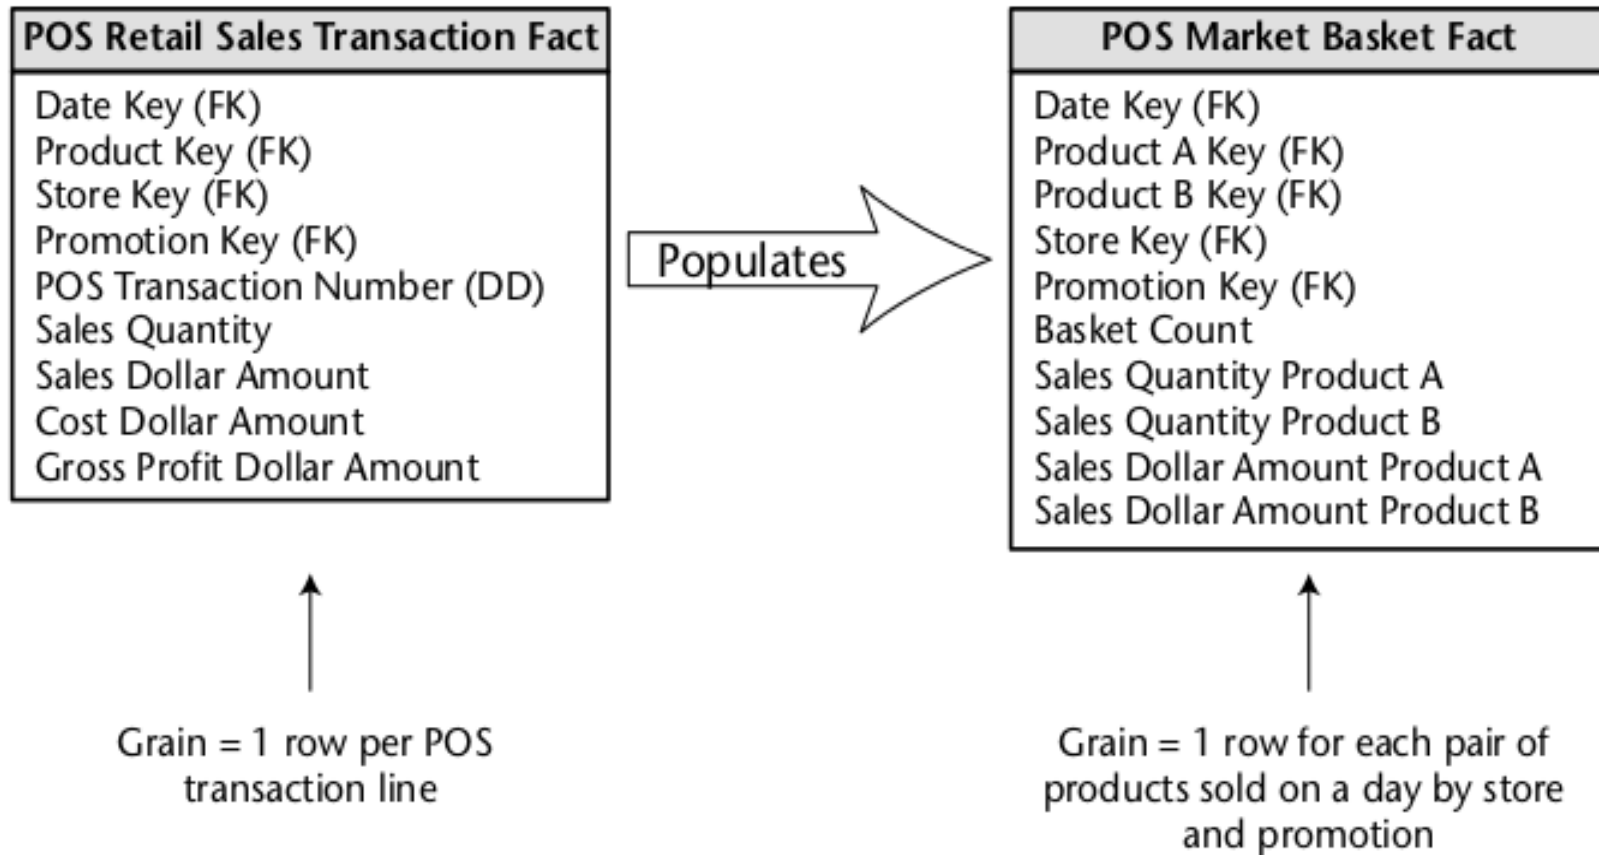 POS Retail Sales Transaction Fact
Date Key (FK)
Product Key (FK)
Store Key (FK)
Promotion Key (FK)
POS Transaction Number (DD)
Sales Quantity
Sales Dollar Amount
Cost Dollar Amount
Gross Profit Dollar Amount
Populates
POS Market Basket Fact
Date Key (FK)
Product A Key (FK)
Product B Key (FK)
Store Key (FK)
Promotion Key (FK)
Basket Count
Sales Quantity Product A
Sales Quantity Product B
Sales Dollar Amount Product A
Sales Dollar Amount Product B
Grain = 1 row per POS
transaction line
Grain = 1 row for each pair of
products sold on a day by store
and promotion